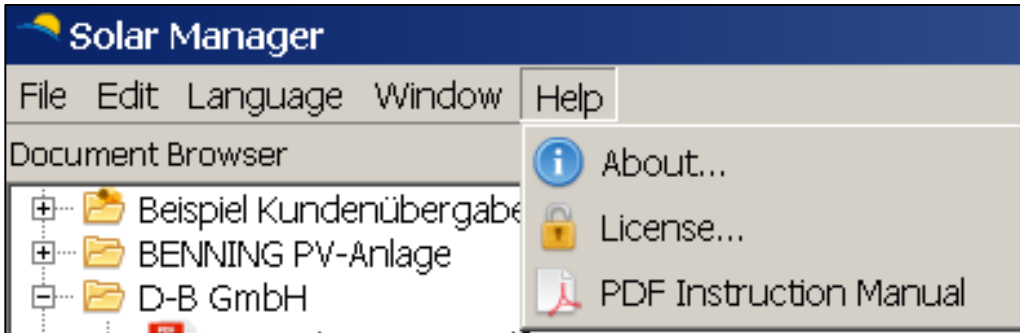 Solar Manager
File Edit Language Window Help
Document Browser
About...
Beispiel Kundenübergabe
License...
BENNING PV-Anlage
D-B GmbH
PDF Instruction Manual